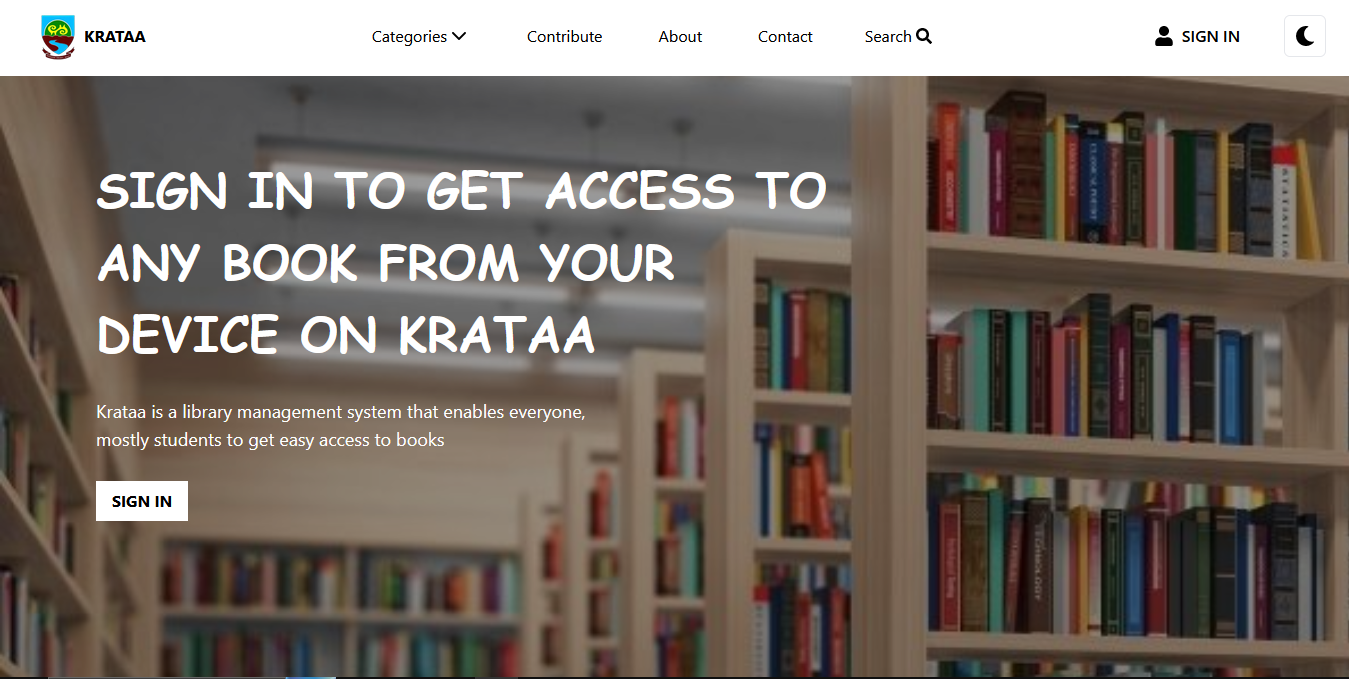 KRATAA
Categories
Contribute
About
Contact
Search
SIGN IN
SIGN IN TO GET ACCESS TO
ANY BOOK FROM YOUR
DEVICE ON KRATAA
Krataa is a library management system that enables everyone,
mostly students to get easy access to books
SIGN IN
TECHNOLOGY